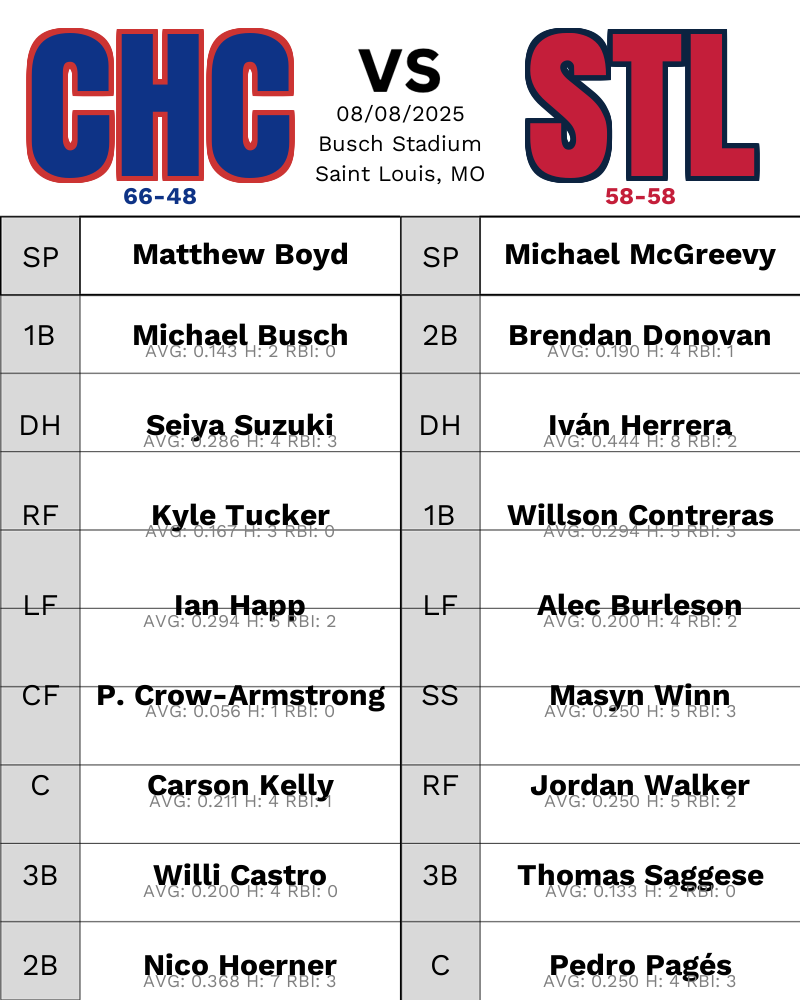 CHC
VS
STL
08/08/2025
Busch Stadium
Saint Louis, MO
66-48
58-58
SP
Matthew Boyd
SP
Michael McGreevy
1B
Michael Busch
AVG: 0.143 H: 2 RBI: 0
2B
Brendan Donovan
AVG: 0.190 H: 4 RBI: 1
DH
Seiya Suzuki
AVG: 0.286 H: 4 RBI: 3
DH
Iván Herrera
AVG: 0.444 H: 8 RBI: 2
RF
Kyle Tucker
AVG: 0.167 H: 3 RBI: 0
1B
Willson Contreras
AVG: 0.294 H: 5 RBI: 3
LF
Ian Happ
AVG: 0.294 H: 5 RBI: 2
LF
Alec Burleson
AVG: 0.200 H: 4 RBI: 2
CF
P. Crow-Armstrong
AVG: 0.056 H: 1 RBI: 0
SS
Masyn Winn
AVG: 0.250 H: 5 RBI: 3
C
Carson Kelly
AVG: 0.211 H: 4 RBI: 1
RF
Jordan Walker
AVG: 0.250 H: 5 RBI: 2
3B
Willi Castro
AVG: 0.200 H: 4 RBI: 0
3B
Thomas Saggese
AVG: 0.133 H: 2 RBI: 0
2B
Nico Hoerner
AVG: 0.368 H: 7 RBI: 3
C
Pedro Pagés
AVG: 0.250 H: 4 RBI: 3